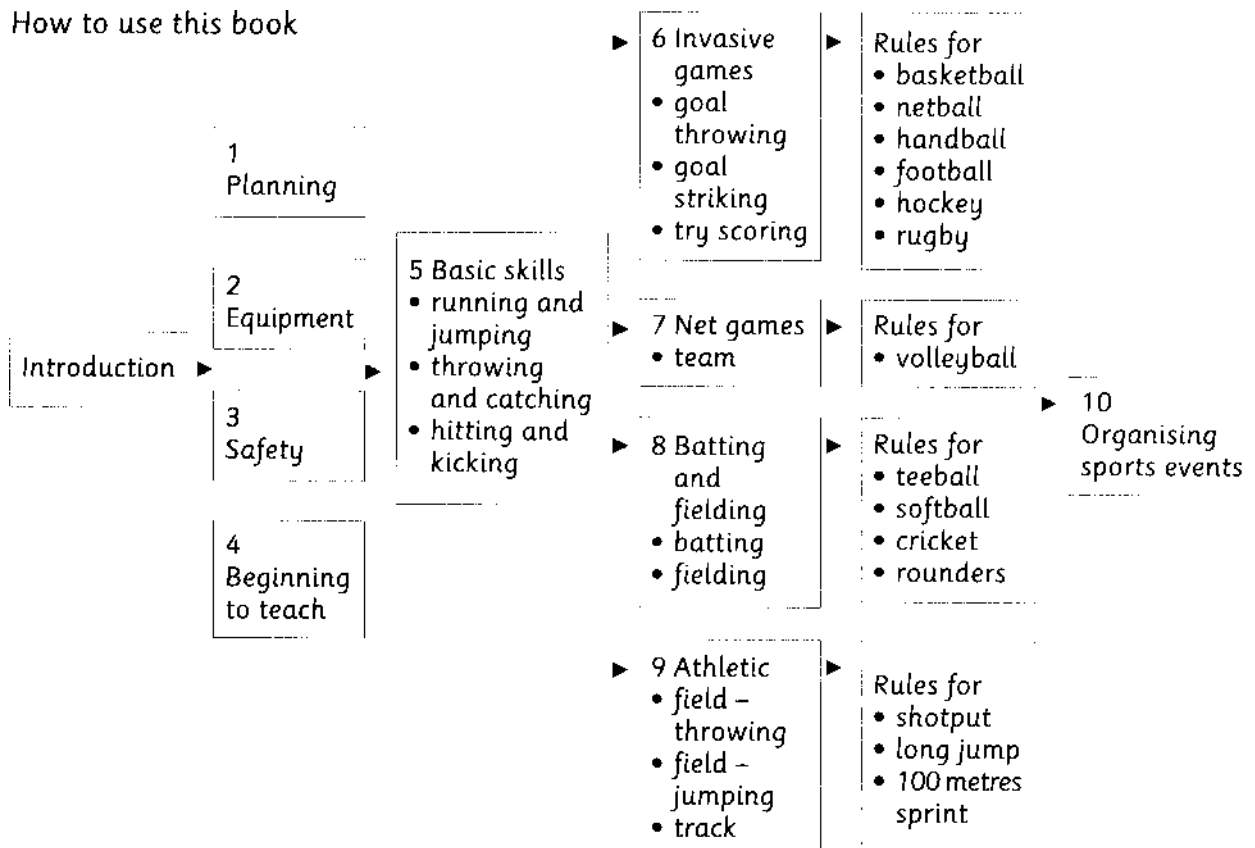 How to use this book
Introduction
1
Planning
2
Equipment
3
Safety
4
Beginning
to teach
5 Basic skills
• running and
jumping
• throwing
and catching
• hitting and
kicking
6 Invasive
games
• goal
throwing
• goal
striking
• try scoring
Rules for
• basketball
• netball
• handball
• football
• hockey
• rugby
7 Net games
• team
Rules for
• volleyball
8 Batting
and
fielding
• batting
• fielding
Rules for
• teeball
• softball
• cricket
• rounders
9 Athletic
• field –
throwing
• field –
jumping
• track
Rules for
• shotput
• long jump
• 100 metres
sprint
10
Organising
sports events